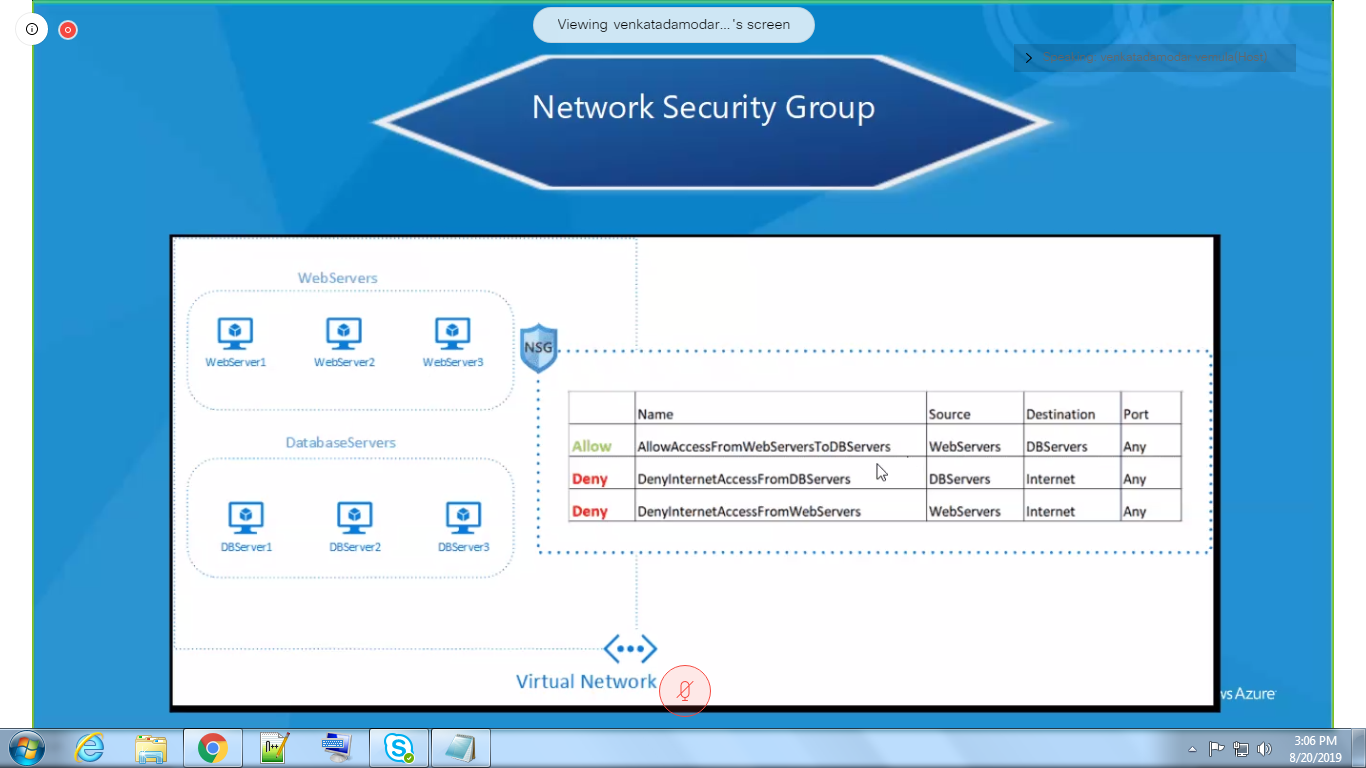 Viewing venkatadamodar...'s screen
Network Security Group
WebServers
WebServer1 WebServer2 WebServer3
NSG
DatabaseServers
DBServer1 DBServer2 DBServer3
Name Source Destination Port
Allow AllowAccessFromWebServersToDBServers WebServers DBServers Any
Deny DenyInternetAccessFromDBServers DBServers Internet Any
Deny DenyInternetAccessFromWebServers WebServers Internet Any
Virtual Network
ws Azure
3:06 PM
8/20/2019